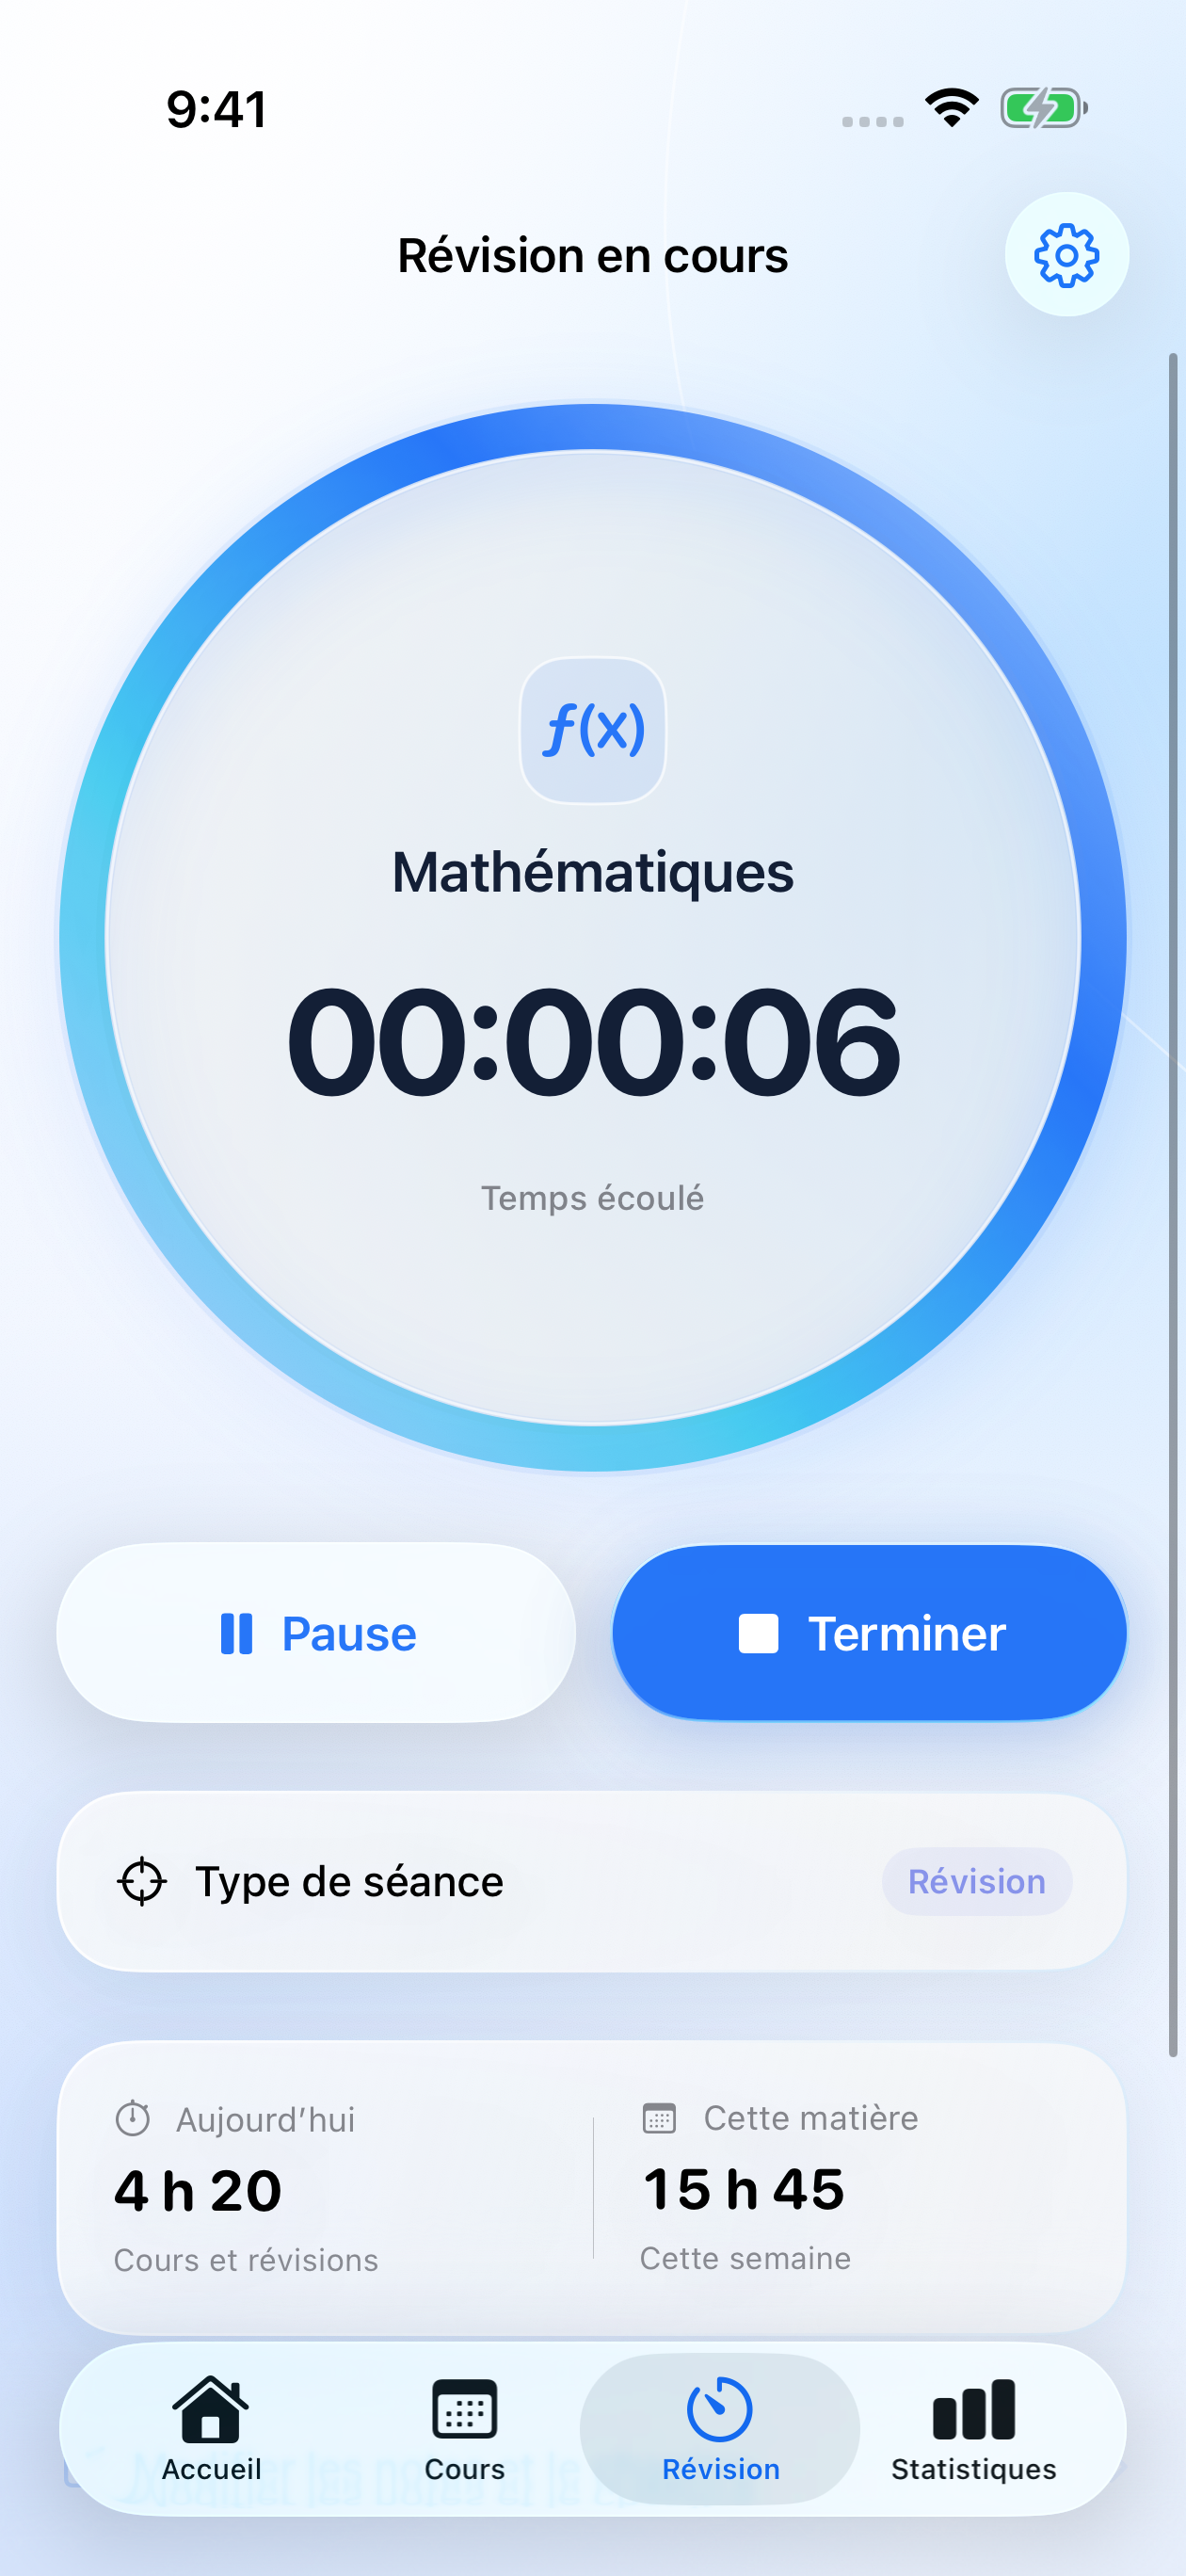 9:41
Révision en cours
f(x)
Mathématiques
00:00:06
Temps écoulé
Pause
Terminer
Type de séance
Révision
Aujourd’hui
4 h 20
Cours et révisions
Cette matière
15 h 45
Cette semaine
Accueil
Cours
Révision
Statistiques